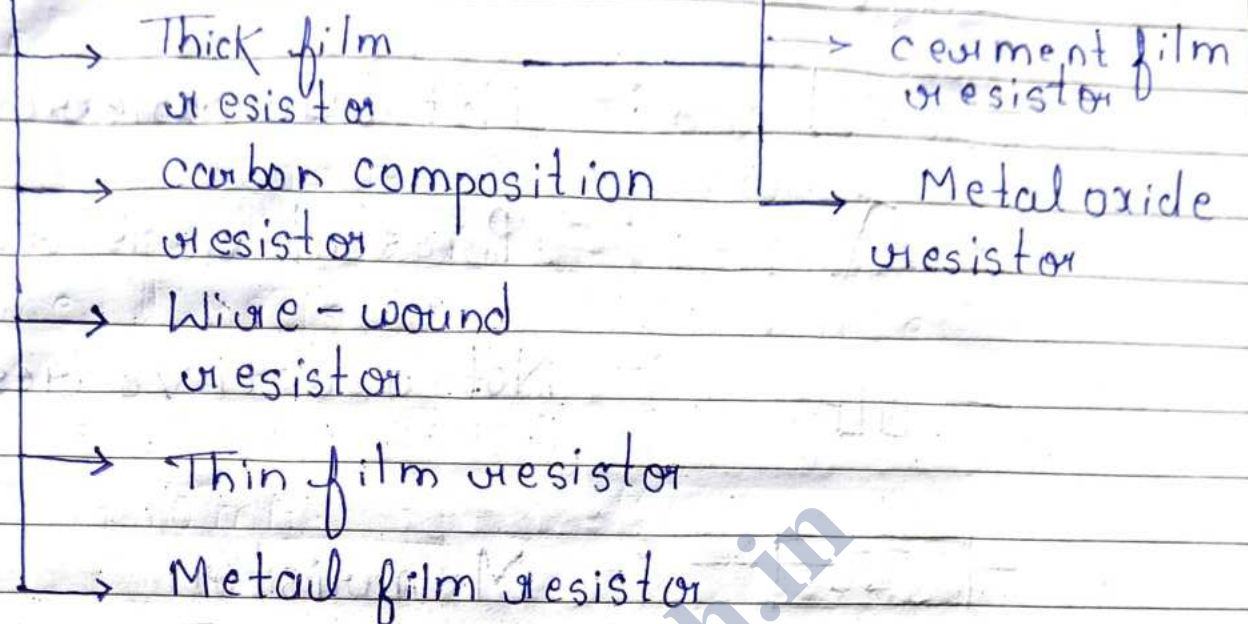 Thick film
resistor
carbon composition
resistor
Wire-wound
resistor
Thin film resistor
Metal film resistor
cerment film
resistor
Metal oxide
resistor